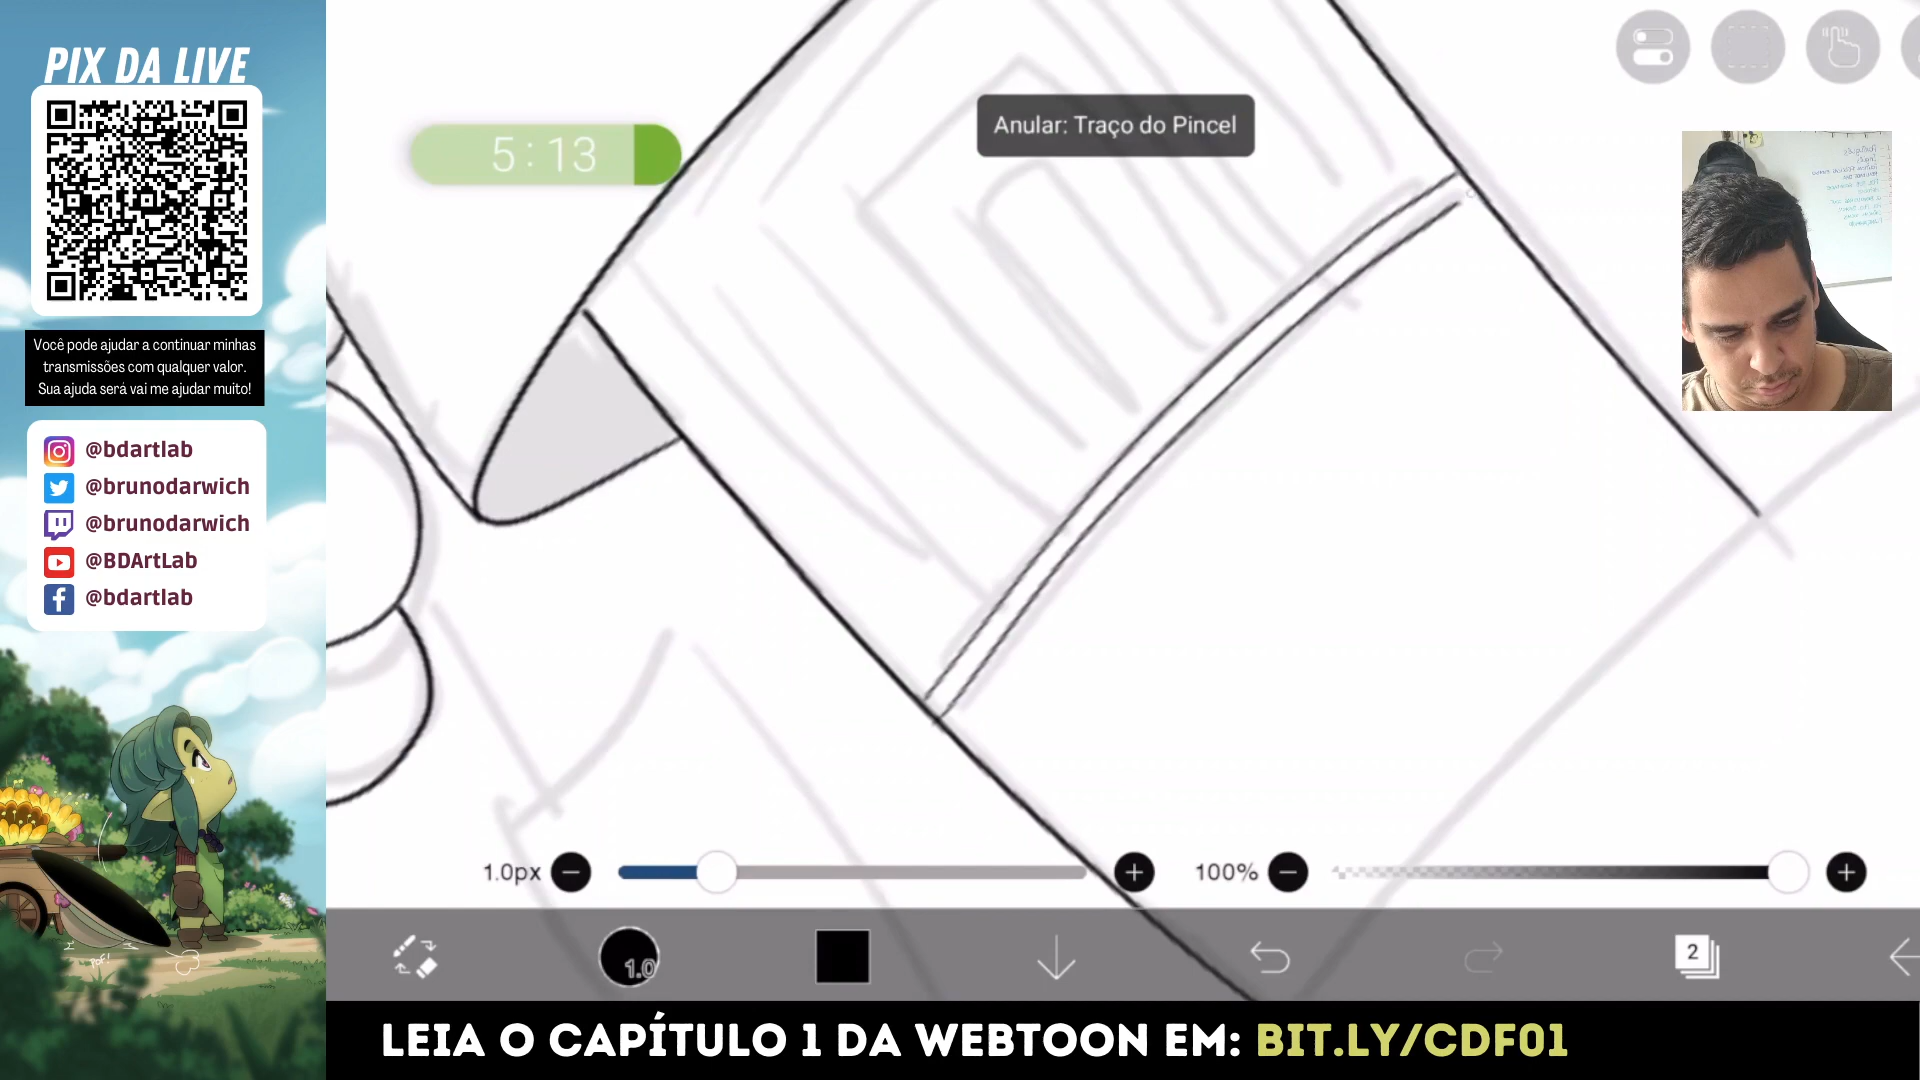 PIX DA LIVE
Você pode ajudar a continuar minhas
transmissões com qualquer valor.
Sua ajuda será vai me ajudar muito!
@bdartlab
@brunodarwich
@brunodarwich
@BDArtLab
@bdartlab
POF!
5:13
Anular: Traço do Pincel
1.0px
100%
1.0
2
LEIA O CAPÍTULO 1 DA WEBTOON EM: BIT.LY/CDF01